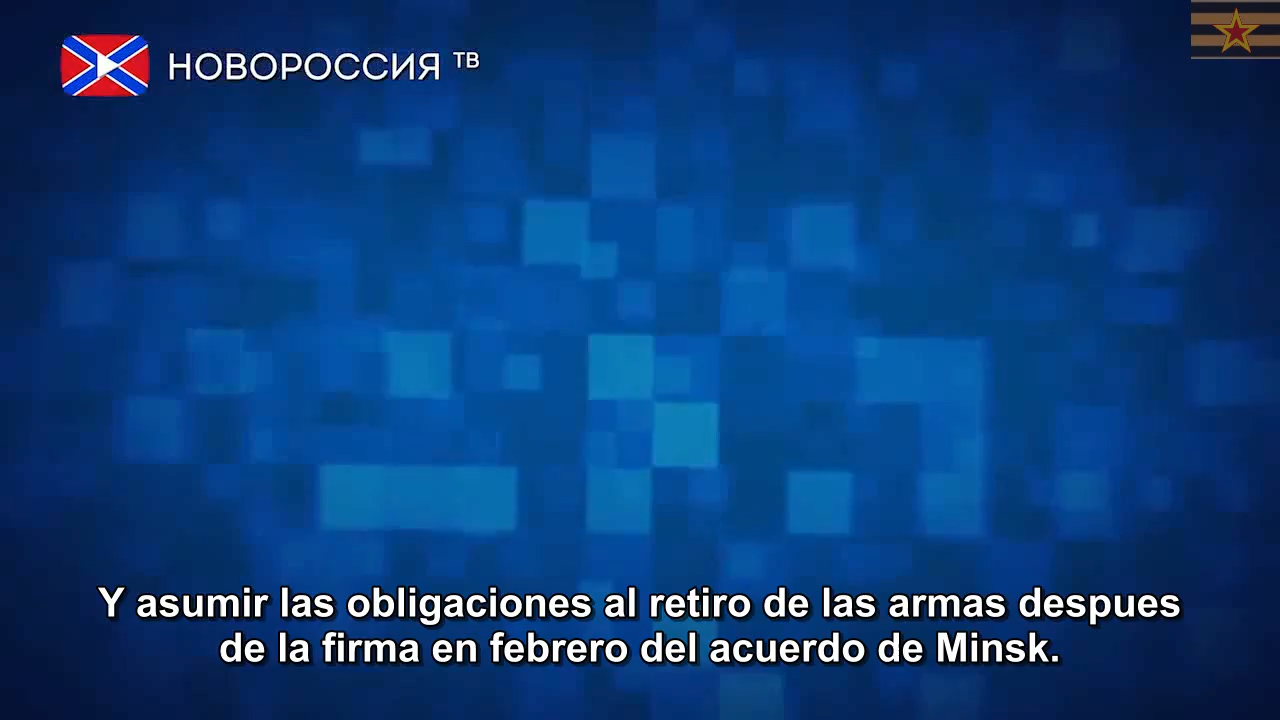 НОВОРОССИЯ ТВ
Y asumir las obligaciones al retiro de las armas despues
de la firma en febrero del acuerdo de Minsk.